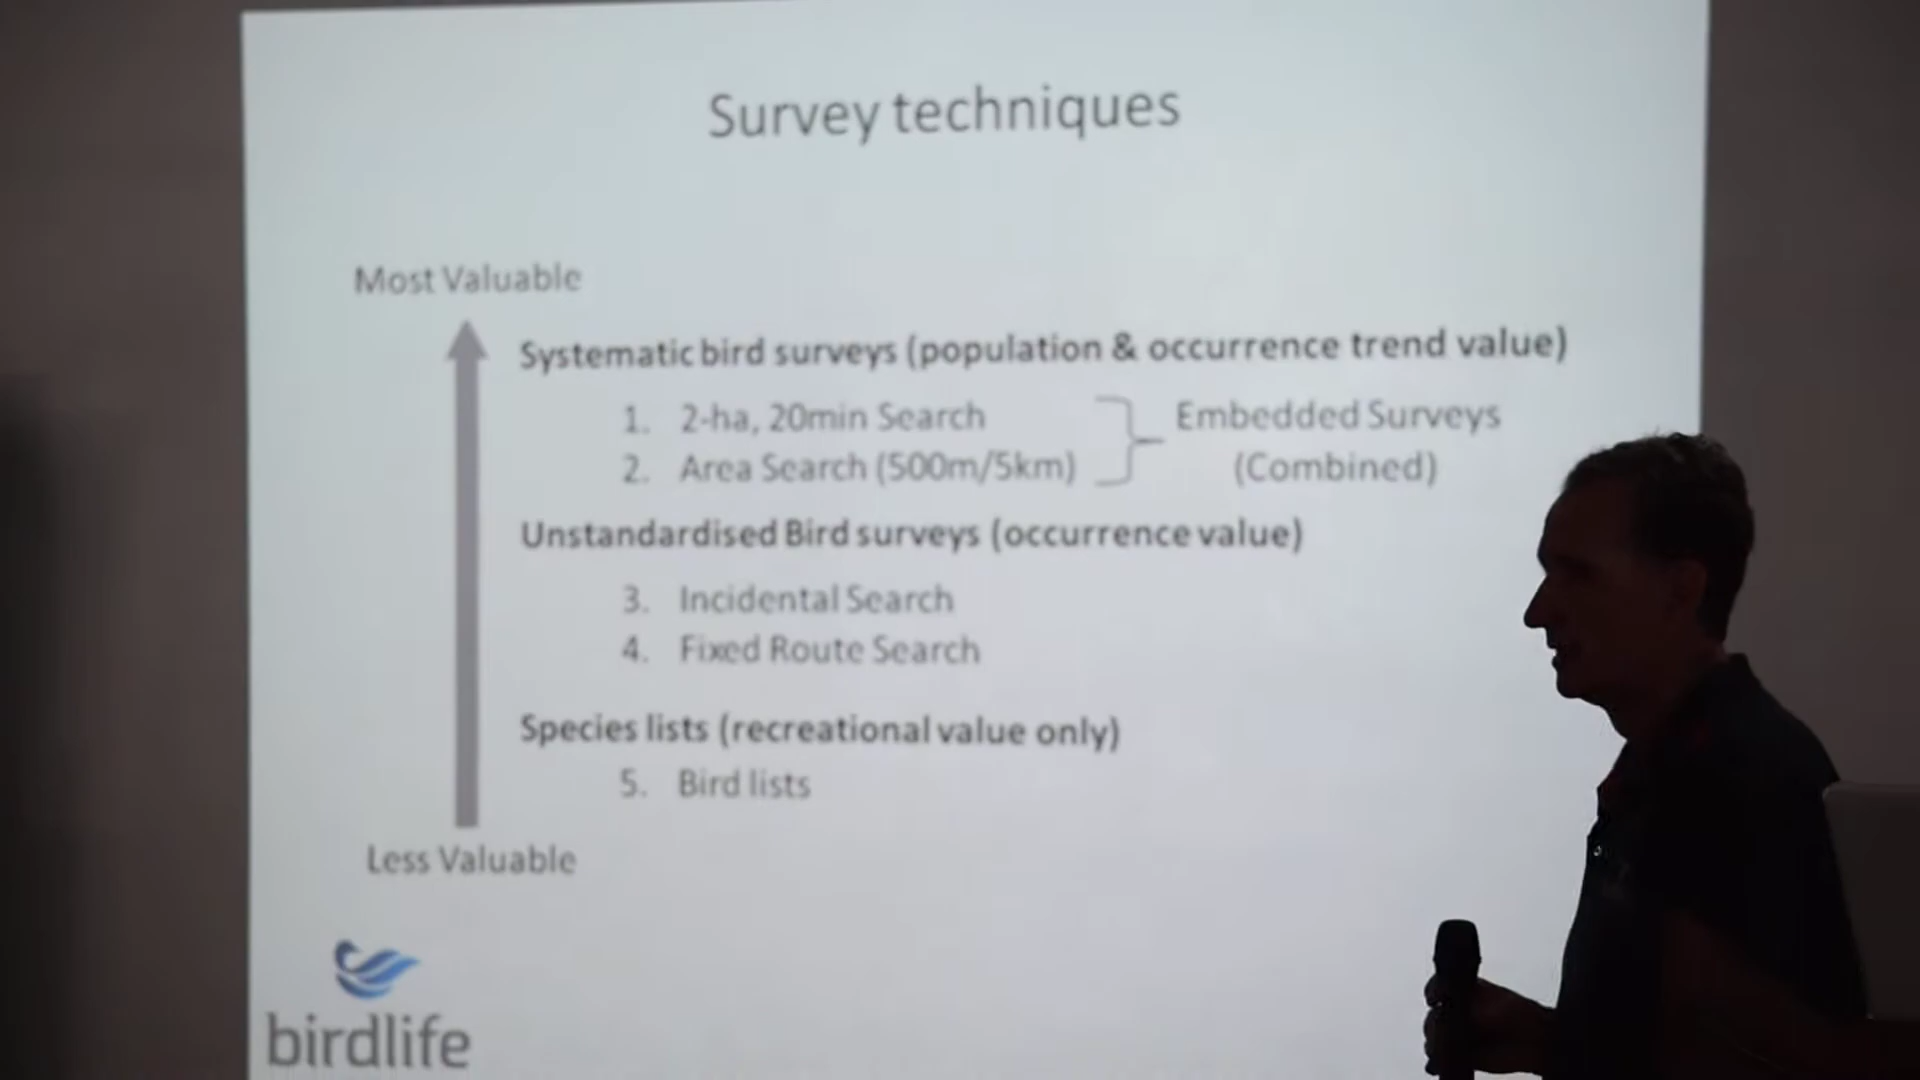 Survey techniques
Most Valuable
Systematic bird surveys (population & occurrence trend value)
1. 2-ha, 20min Search
2. Area Search (500m/5km)
Embedded Surveys
(Combined)
Unstandardised Bird surveys (occurrence value)
3. Incidental Search
4. Fixed Route Search
Species lists (recreational value only)
5. Bird lists
Less Valuable
birdlife